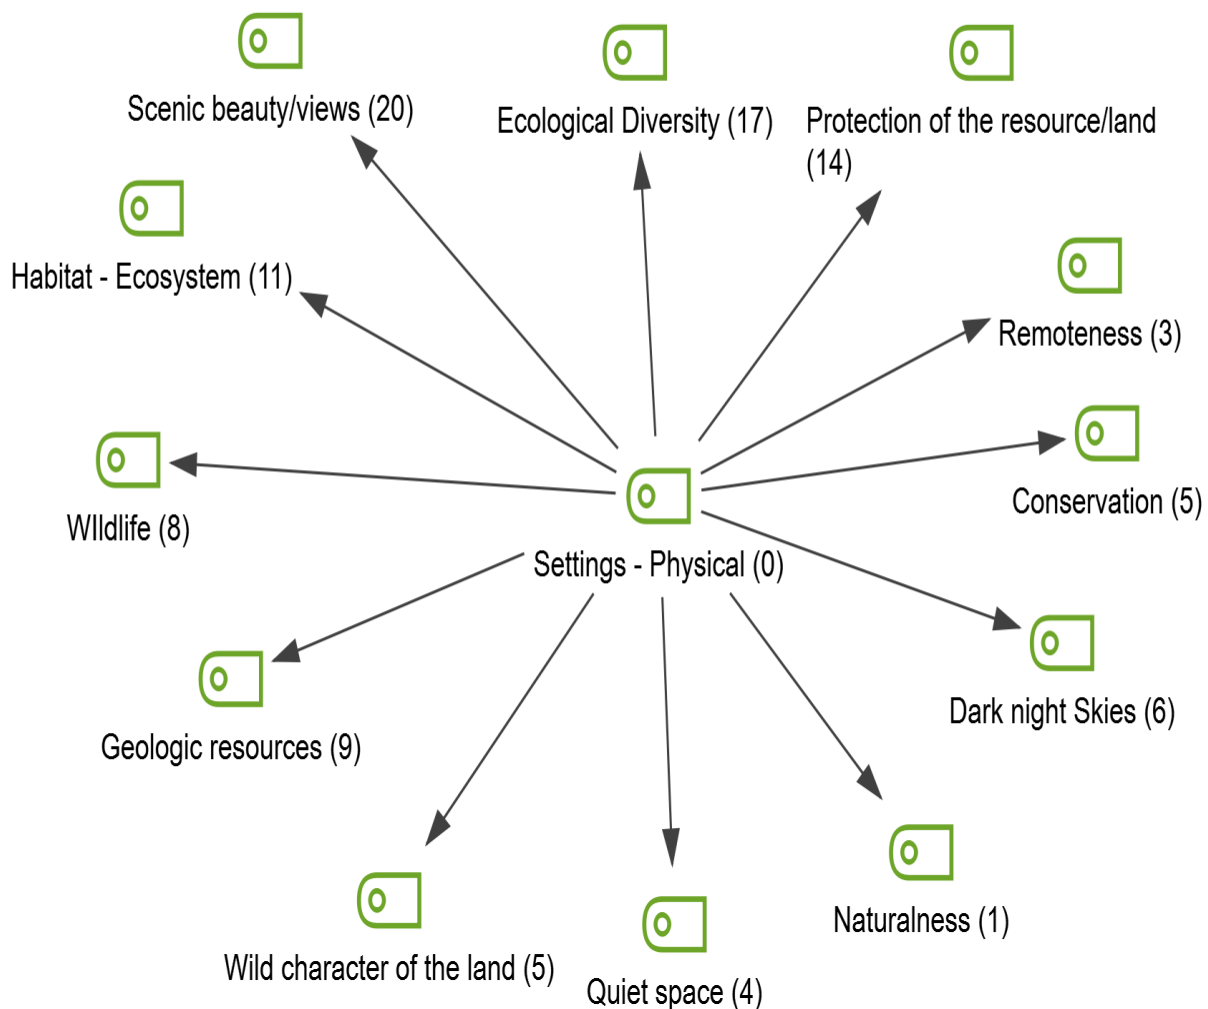 Scenic beauty/views (20)
Ecological Diversity (17)
Protection of the resource/land
(14)
Habitat - Ecosystem (11)
Remoteness (3)
Conservation (5)
WIldlife (8)
Settings - Physical (0)
Dark night Skies (6)
Geologic resources (9)
Naturalness (1)
Wild character of the land (5)
Quiet space (4)